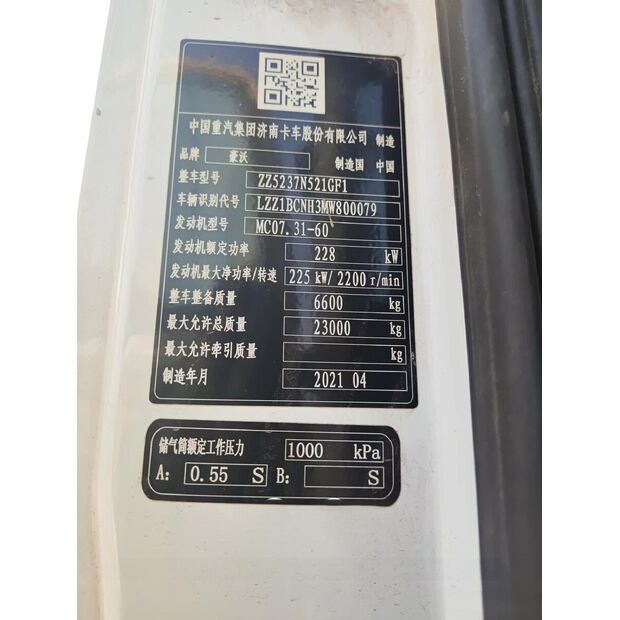 中国重汽集团济南卡车股份有限公司 制造
品牌 豪沃 制造国 中国
整车型号 ZZ5237N521GF1
车辆识别代号 LZZ1BCNH3MW800079
发动机型号 MC07.31-60
发动机额定功率 228 kW
发动机最大净功率/转速 225 kW/ 2200 r/min
整车整备质量 6600 kg
最大允许总质量 23000 kg
最大允许牵引质量 kg
制造年月 2021 04
储气筒额定工作压力 1000 kPa
A: 0.55 S B: S